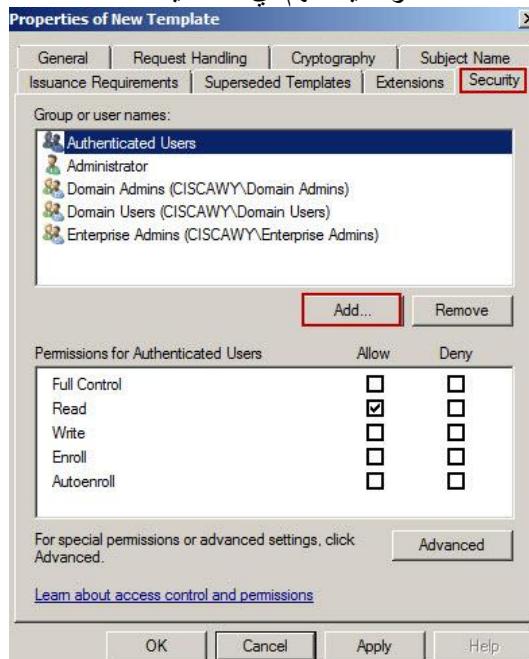 Properties of New Template
General Request Handling Cryptography Subject Name
Issuance Requirements Superseded Templates Extensions Security
Group or user names:
Authenticated Users
Administrator
Domain Admins (CISCAWY\Domain Admins)
Domain Users (CISCAWY\Domain Users)
Enterprise Admins (CISCAWY\Enterprise Admins)
Add... Remove
Permissions for Authenticated Users Allow Deny
Full Control
Read
Write
Enroll
Autoenroll
For special permissions or advanced settings, click
Advanced.
Advanced
Learn about access control and permissions
OK Cancel Apply Help